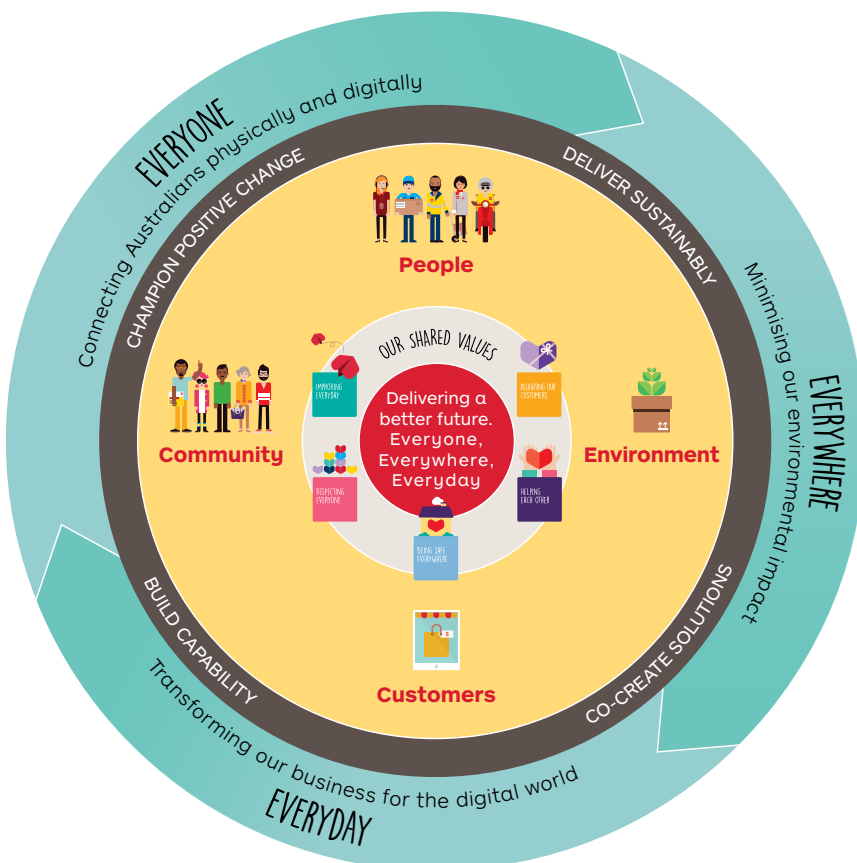 EVERYONE
Connecting Australians physically and digitally
EVERYWHERE
Minimising our environmental impact
EVERYDAY
Transforming our business for the digital world
CHAMPION POSITIVE CHANGE
DELIVER SUSTAINABLY
CO-CREATE SOLUTIONS
BUILD CAPABILITY
People
Community
Environment
Customers
OUR SHARED VALUES
IMPROVING
EVERYDAY
DELIGHTING OUR
CUSTOMERS
RESPECTING
EVERYONE
HELPING
EACH OTHER
BEING SAFE
EVERYWHERE
Delivering a
better future.
Everyone,
Everywhere,
Everyday
$